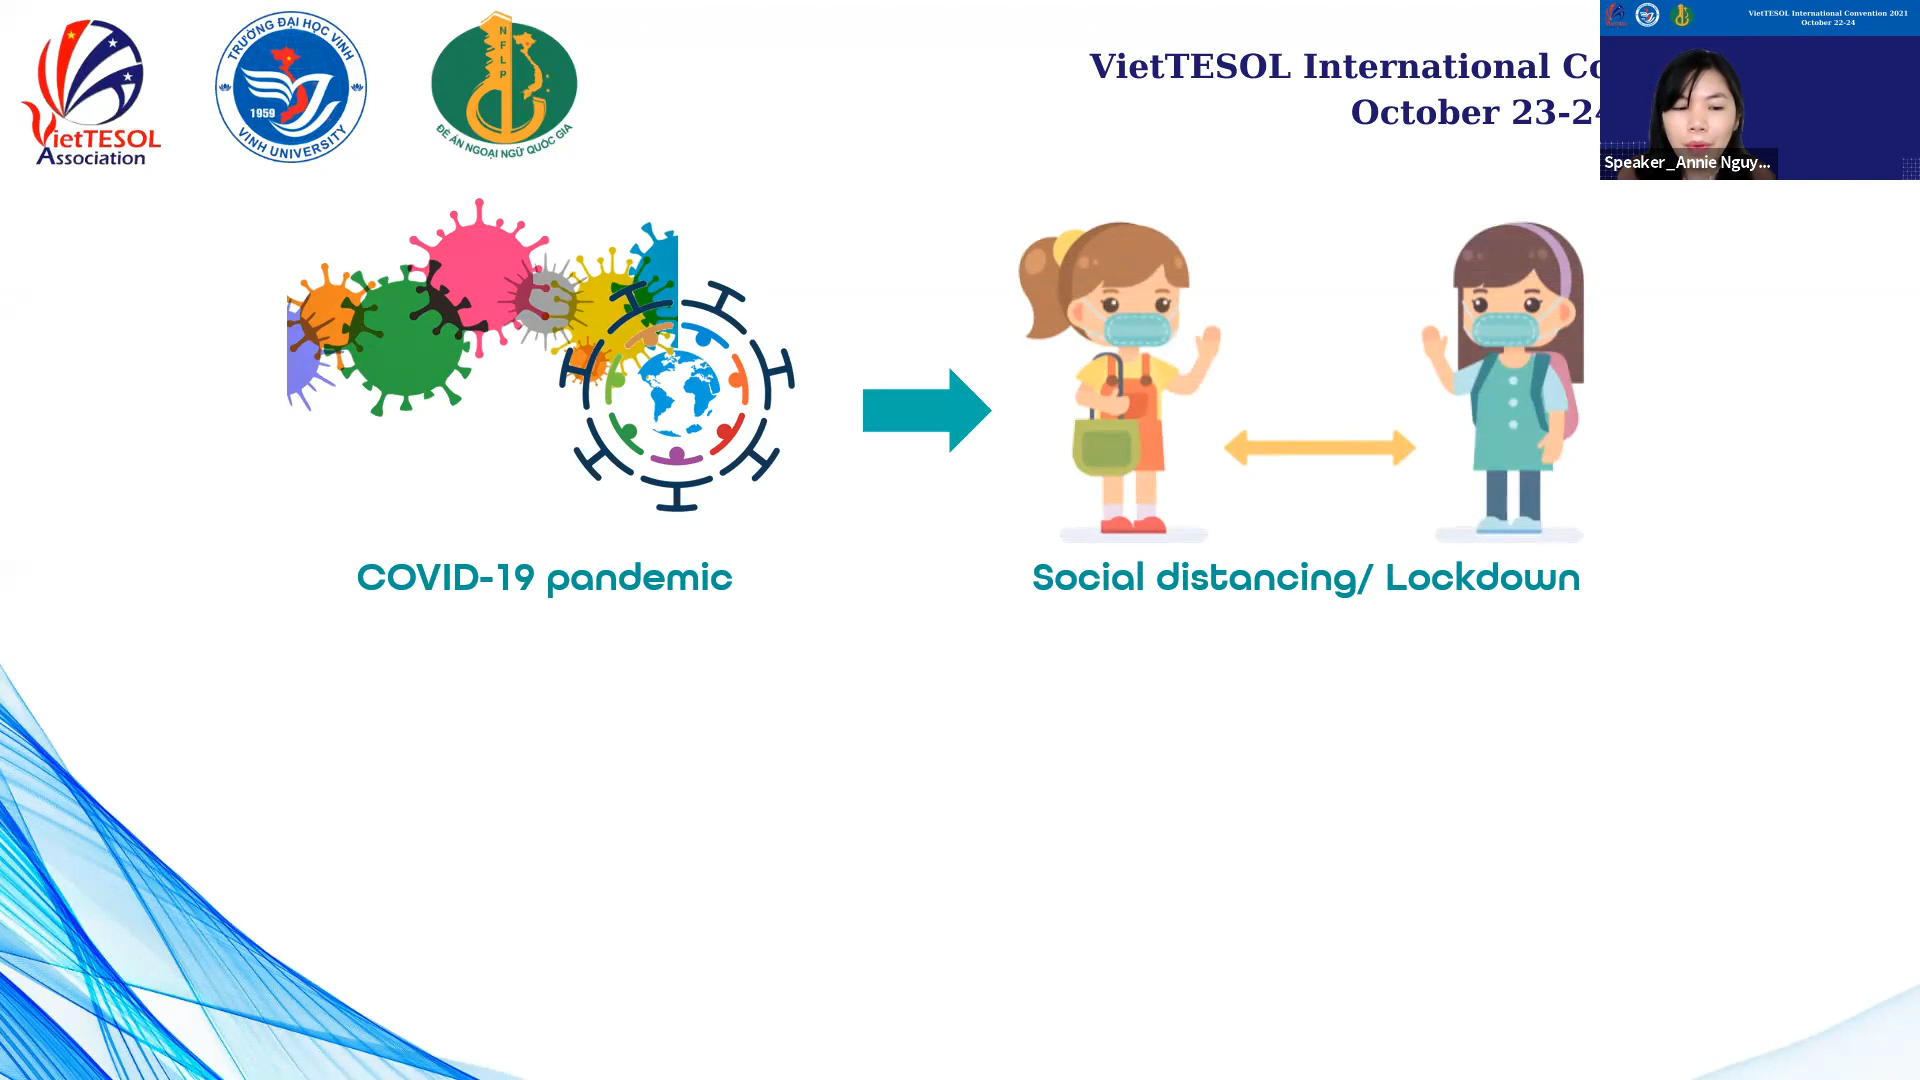 VietTESOL
Association
TRƯỜNG ĐẠI HỌC VINH
1959
VINH UNIVERSITY
NFLP
ĐỀ ÁN NGOẠI NGỮ QUỐC GIA
VietTESOL International Co
October 23-24
VietTESOL International Convention 2021
October 22-24
Speaker_Annie Nguy...
COVID-19 pandemic
Social distancing/ Lockdown